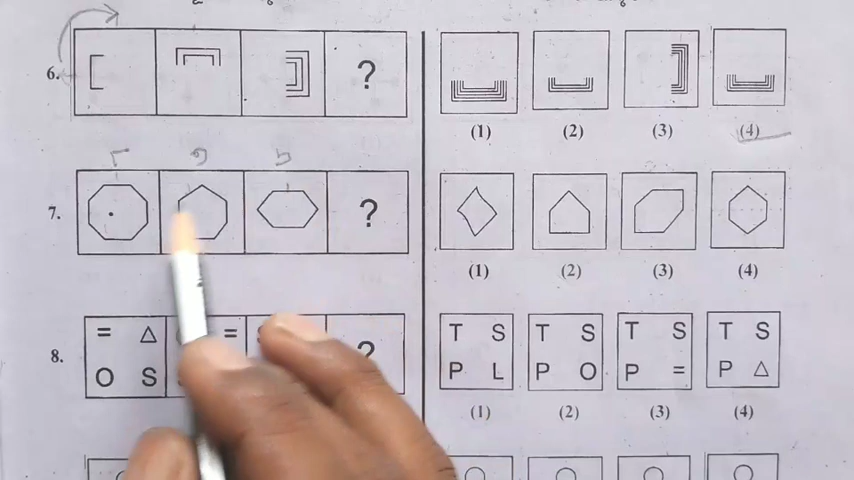 6.
?
(1) (2) (3) (4)
7.
?
(1) (2) (3) (4)
8.
= △ = ?
O S
T S T S T S T S
P L P O P = P △
(1) (2) (3) (4)